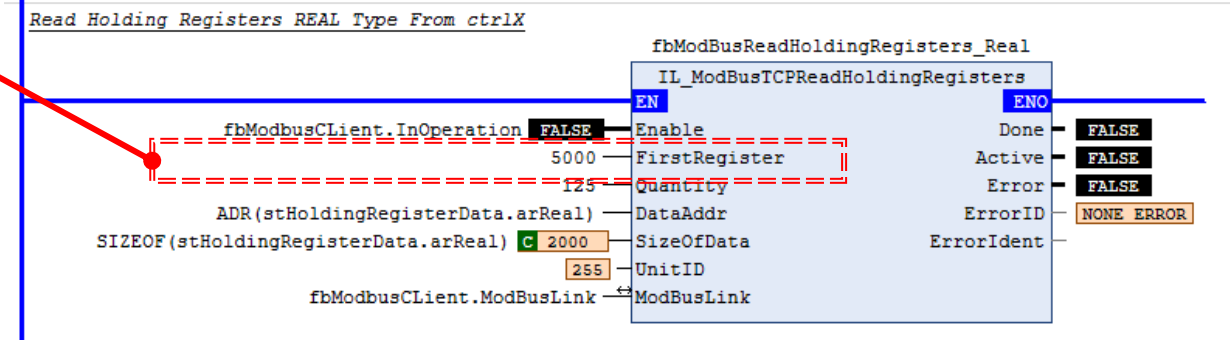 Read Holding Registers REAL Type From ctrlX
fbModBusReadHoldingRegisters_Real
IL_ModBusTCPReadHoldingRegisters
EN ENO
fbModbusCLient.InOperation FALSE Enable Done FALSE
5000 FirstRegister Active FALSE
125 Quantity Error FALSE
ADR(stHoldingRegisterData.arReal) DataAddr ErrorID NONE ERROR
SIZEOF(stHoldingRegisterData.arReal) C 2000 SizeOfData ErrorIdent
255 UnitID
fbModbusCLient.ModBusLink ModBusLink